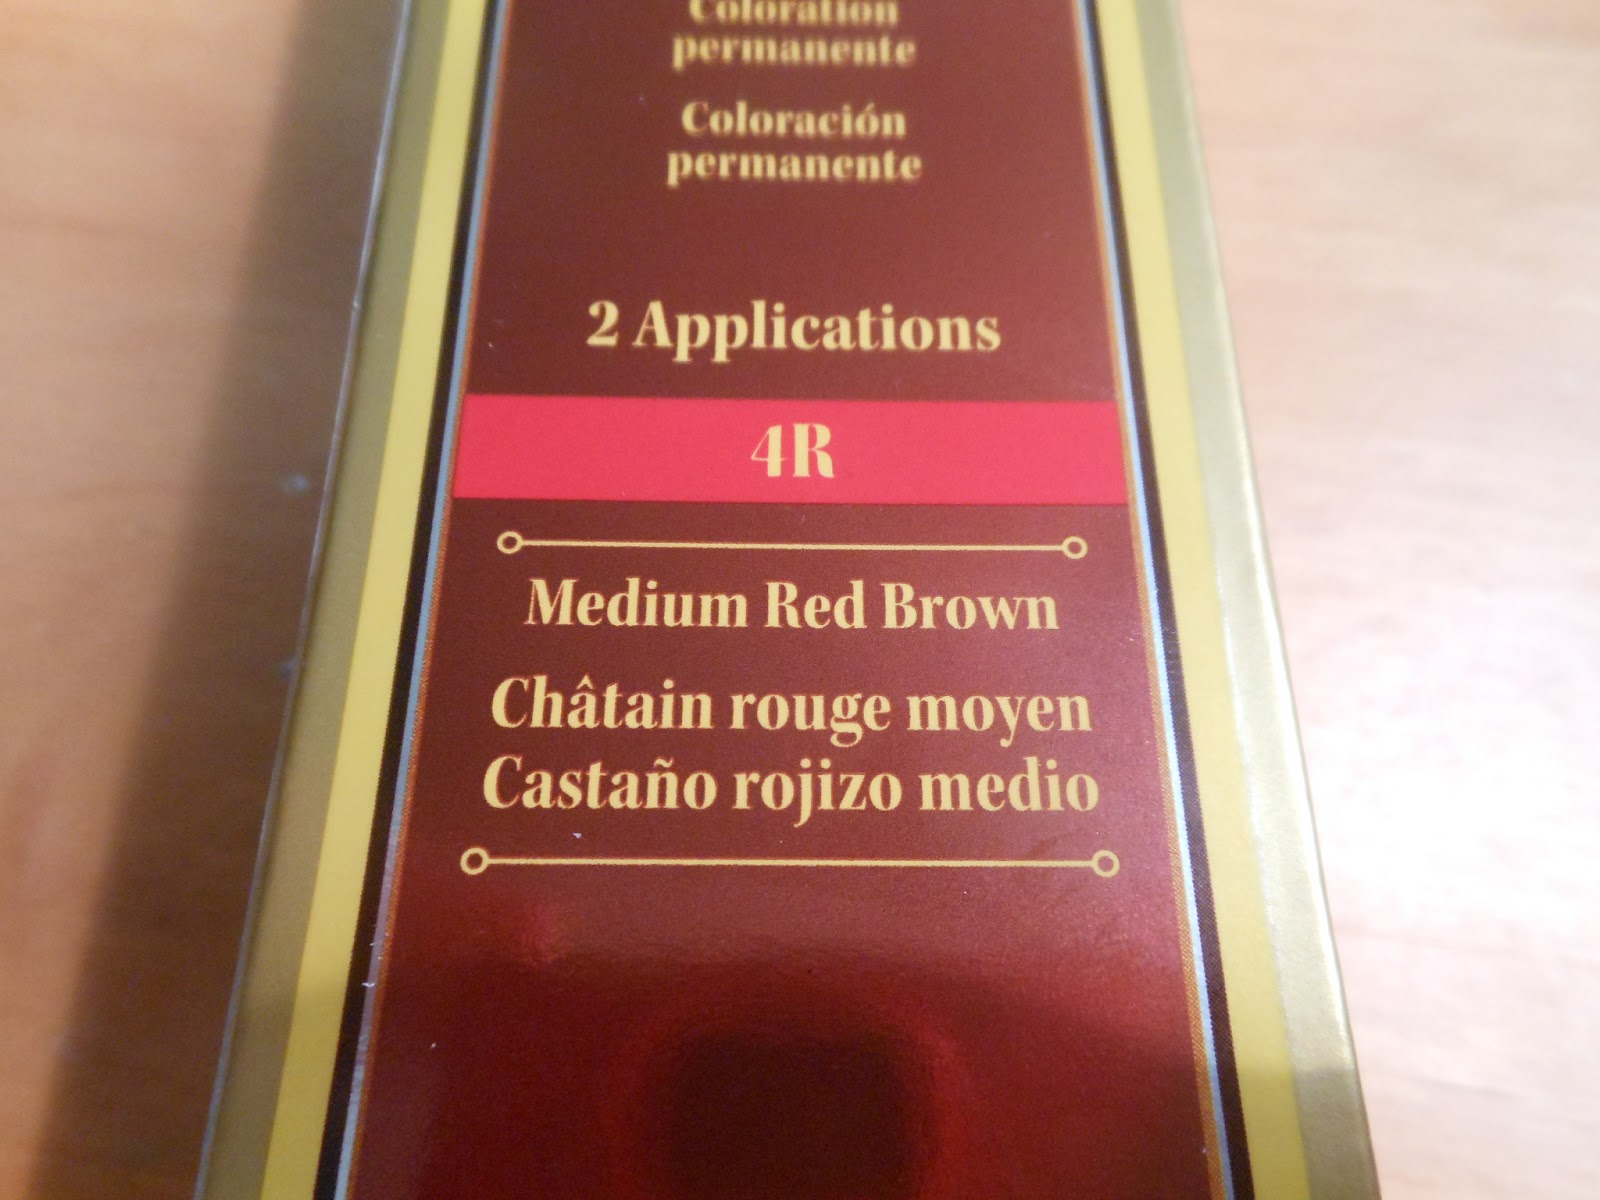 Coloration
permanente
Coloración
permanente
2 Applications
4R
Medium Red Brown
Châtain rouge moyen
Castaño rojizo medio